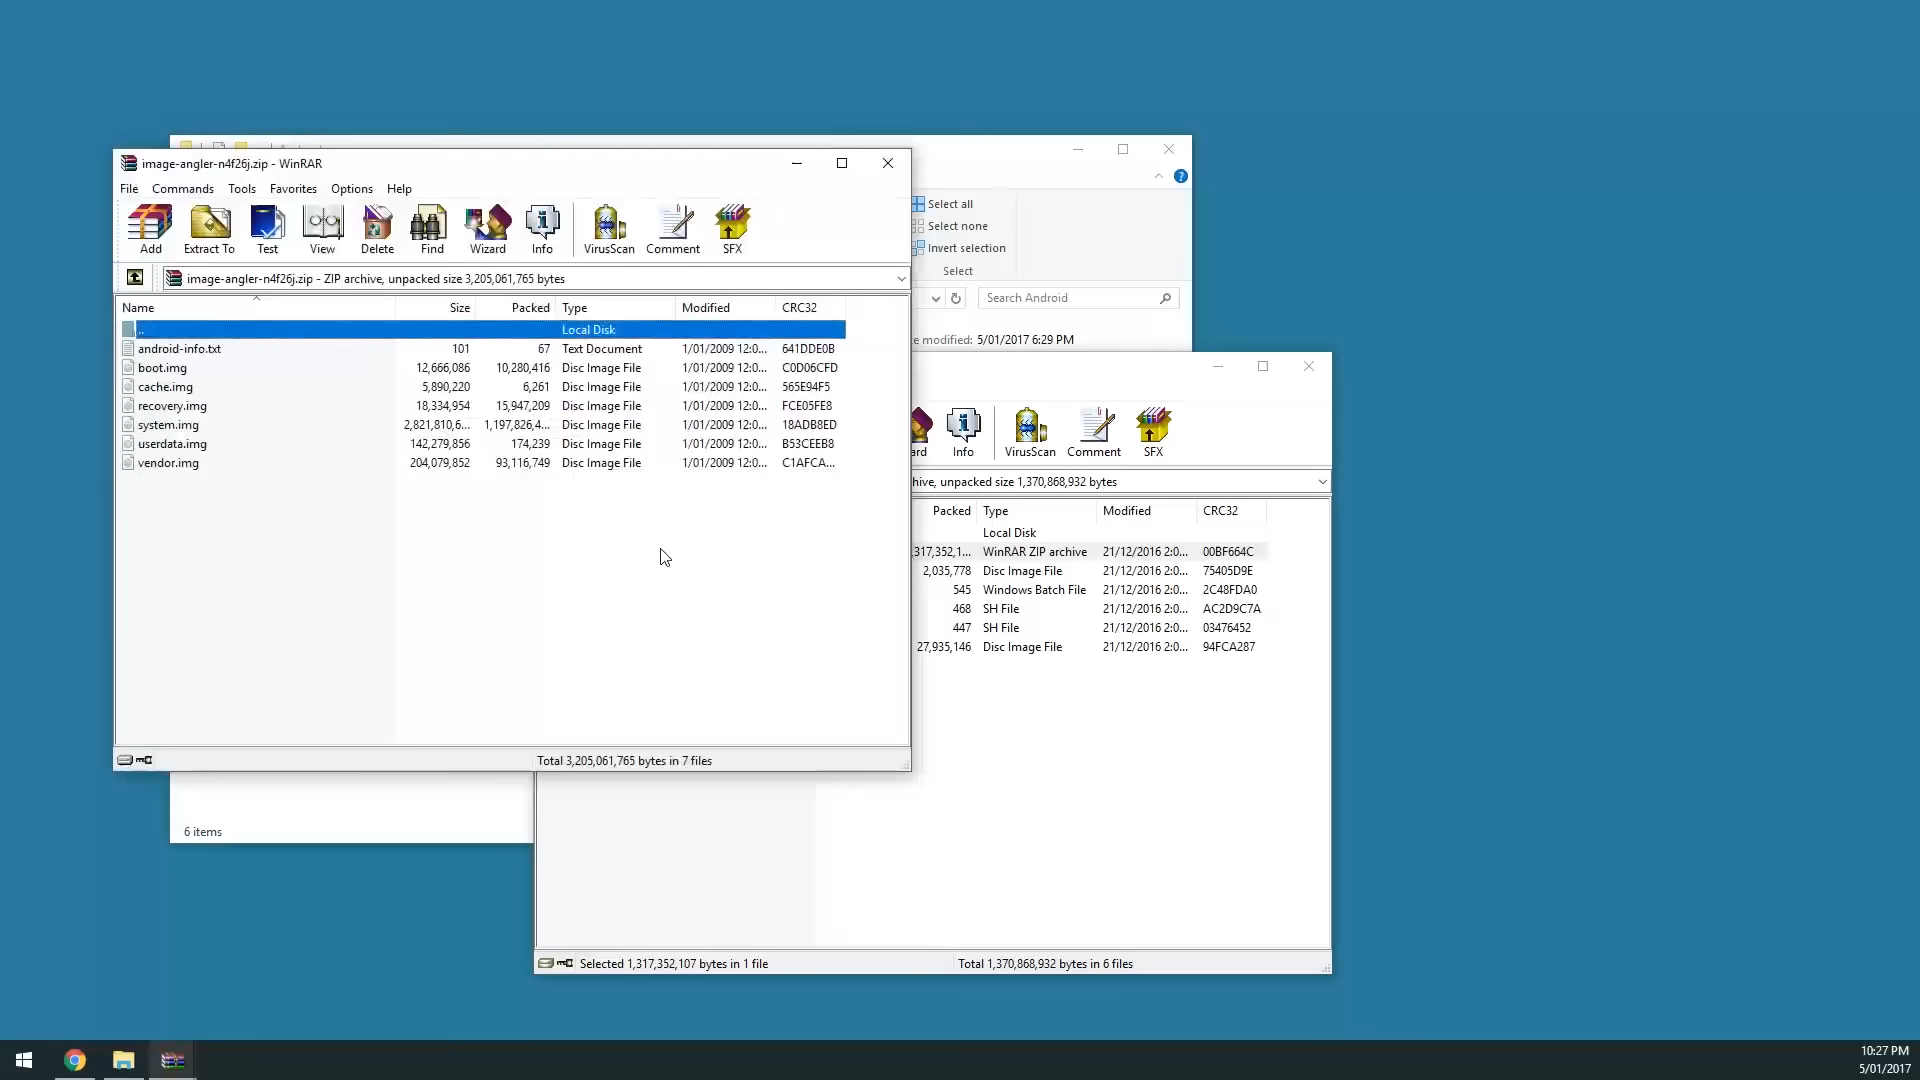 image-angler-n4f26j.zip - WinRAR
File Commands Tools Favorites Options Help
Add Extract To Test View Delete Find Wizard Info VirusScan Comment SFX
image-angler-n4f26j.zip - ZIP archive, unpacked size 3,205,061,765 bytes
Name Size Packed Type Modified CRC32
.. Local Disk
android-info.txt 101 67 Text Document 1/01/2009 12:0... 641DDE0B
boot.img 12,666,086 10,280,416 Disc Image File 1/01/2009 12:0... C0D06CFD
cache.img 5,890,220 6,261 Disc Image File 1/01/2009 12:0... 565E94F5
recovery.img 18,334,954 15,947,209 Disc Image File 1/01/2009 12:0... FCE05FE8
system.img 2,821,810,6... 1,197,826,4... Disc Image File 1/01/2009 12:0... 18ADB8ED
userdata.img 142,279,856 174,239 Disc Image File 1/01/2009 12:0... B53CEEB8
vendor.img 204,079,852 93,116,749 Disc Image File 1/01/2009 12:0... C1AFCA...
Total 3,205,061,765 bytes in 7 files
Select all
Select none
Invert selection
Select
Search Android
e modified: 5/01/2017 6:29 PM
6 items
ard Info VirusScan Comment SFX
hive, unpacked size 1,370,868,932 bytes
Packed Type Modified CRC32
Local Disk
,317,352,1... WinRAR ZIP archive 21/12/2016 2:0... 00BF664C
2,035,778 Disc Image File 21/12/2016 2:0... 75405D9E
545 Windows Batch File 21/12/2016 2:0... 2C48FDA0
468 SH File 21/12/2016 2:0... AC2D9C7A
447 SH File 21/12/2016 2:0... 03476452
27,935,146 Disc Image File 21/12/2016 2:0... 94FCA287
Selected 1,317,352,107 bytes in 1 file Total 1,370,868,932 bytes in 6 files
10:27 PM
5/01/2017